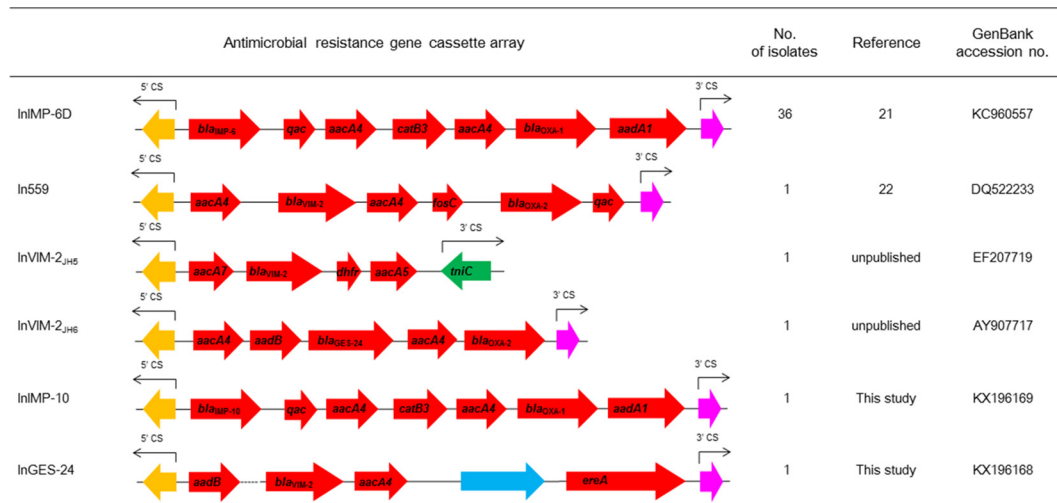 Antimicrobial resistance gene cassette array No. of isolates Reference GenBank accession no.
5' CS 3' CS
InIMP-6D blaIMP-6 qac aacA4 catB3 aacA4 blaOXA-1 aadA1 36 21 KC960557
5' CS 3' CS
In559 aacA4 blaVIM-2 aacA4 fosC blaOXA-2 qac 1 22 DQ522233
5' CS 3' CS
InVIM-2JH5 aacA7 blaVIM-2 dhfr aacA5 tniC 1 unpublished EF207719
5' CS 3' CS
InVIM-2JH6 aacA4 aadB blaGES-24 aacA4 blaOXA-2 1 unpublished AY907717
5' CS 3' CS
InIMP-10 blaIMP-10 qac aacA4 catB3 aacA4 blaOXA-1 aadA1 1 This study KX196169
5' CS 3' CS
InGES-24 aadB blaVIM-2 aacA4 ereA 1 This study KX196168